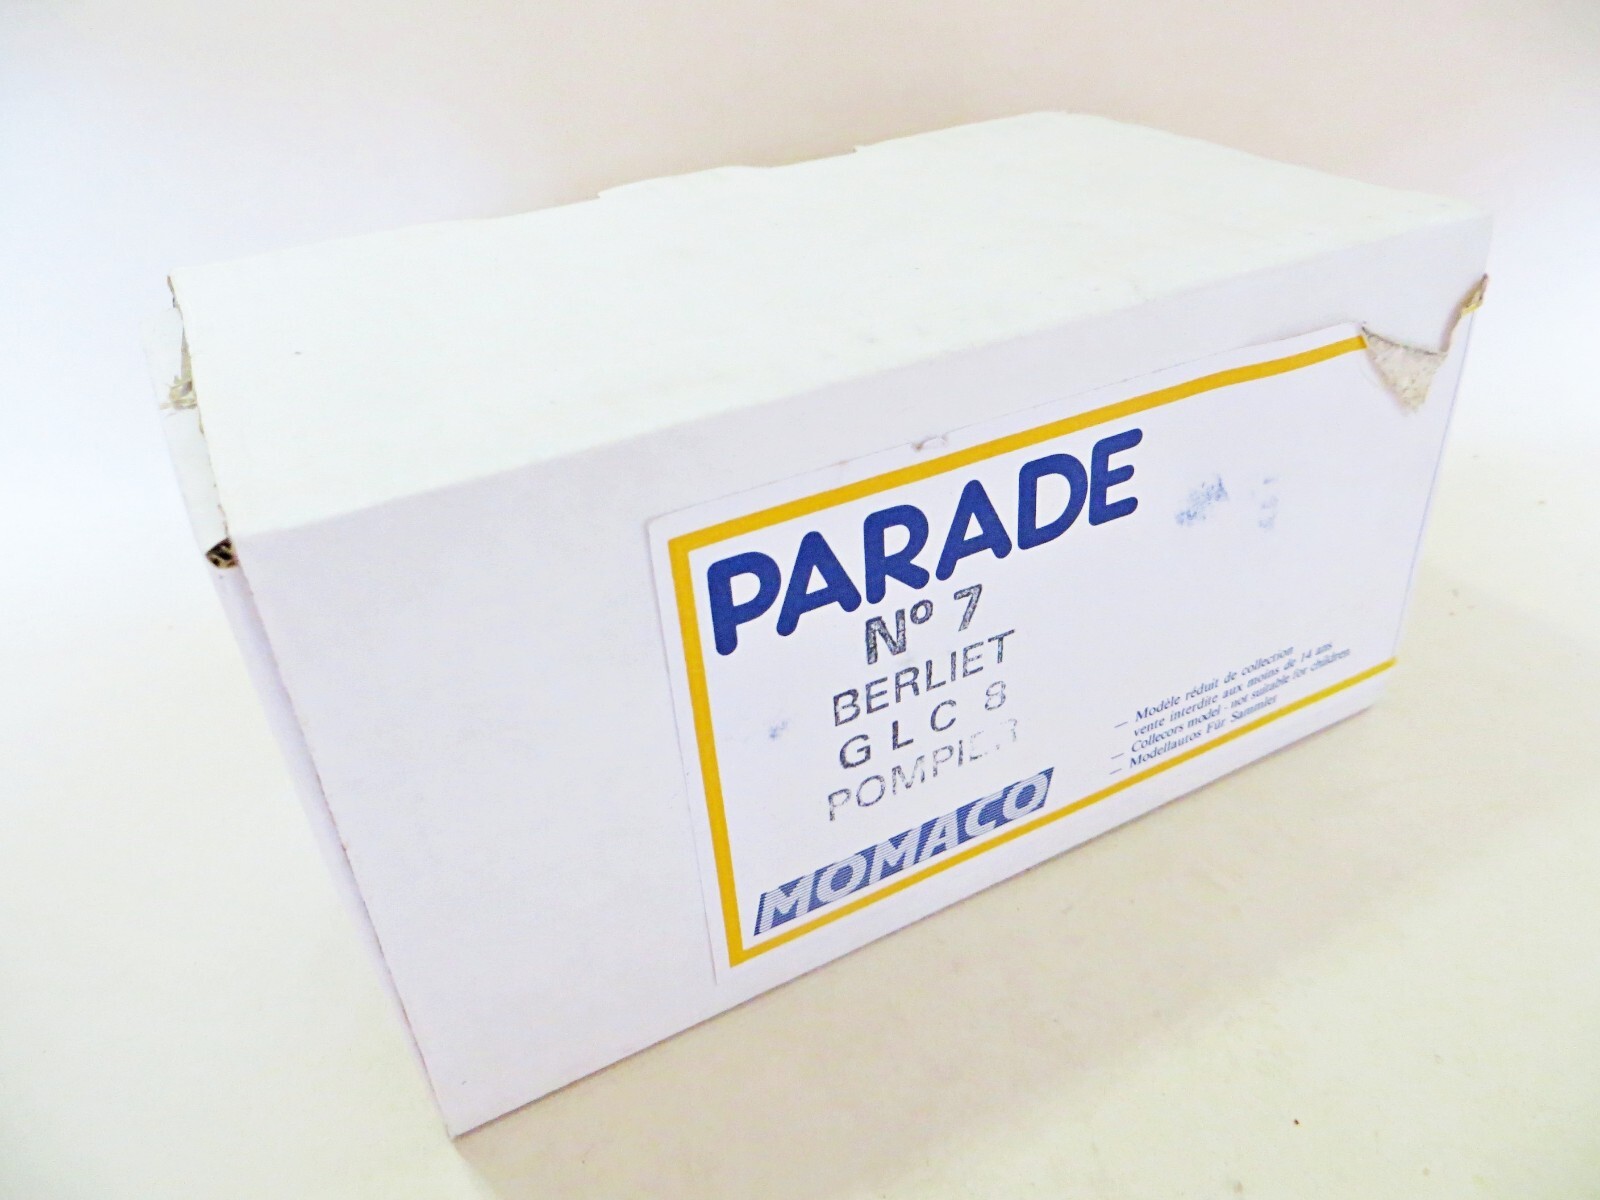 PARADE
Nº 7
BERLIET
G L C 8
POMPIER
MOMACO
— Modèle réduit de collection
vente interdite aux moins de 14 ans
— Collecors model - not suitable for children
— Modellautos Für Sammler